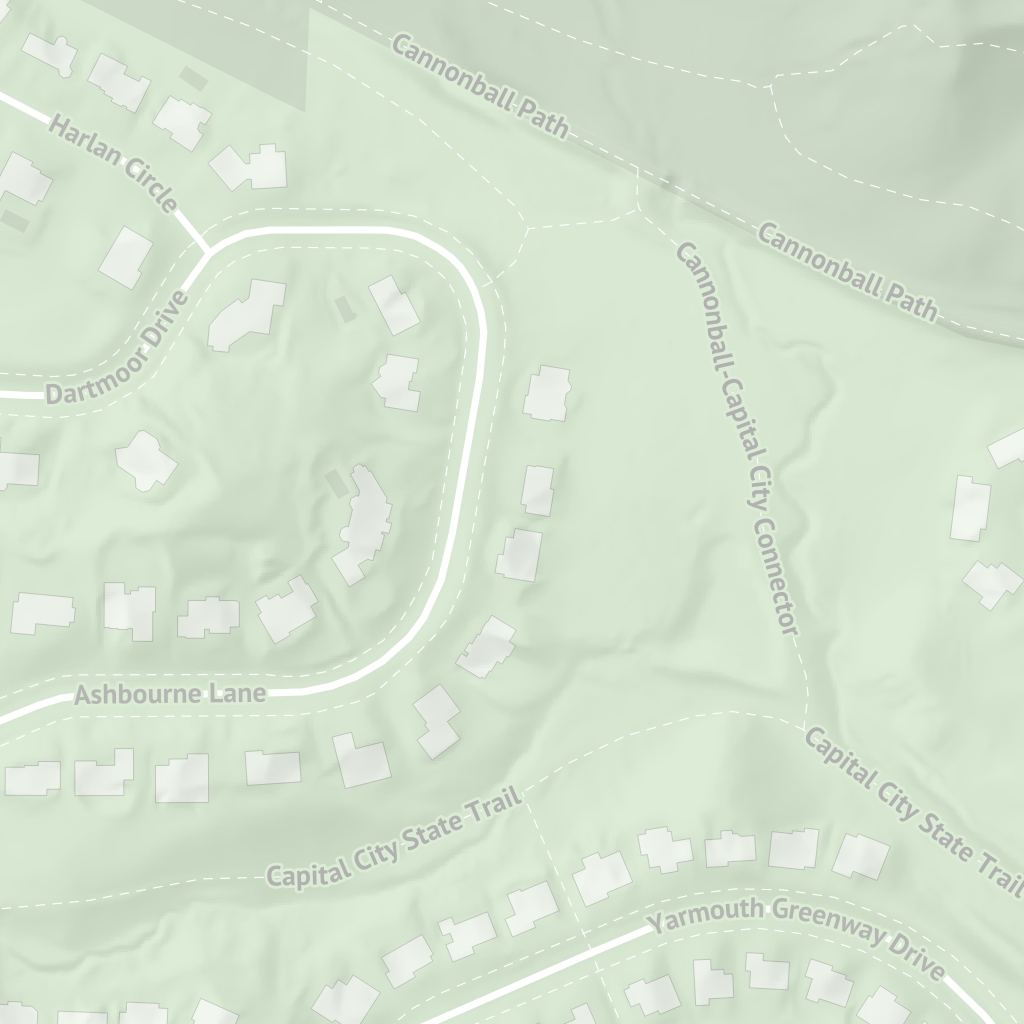 Cannonball Path
Harlan Circle
Cannonball Path
Dartmoor Drive
Cannonball-Capital City Connector
Ashbourne Lane
Capital City State Trail
Capital City State Trail
Yarmouth Greenway Drive